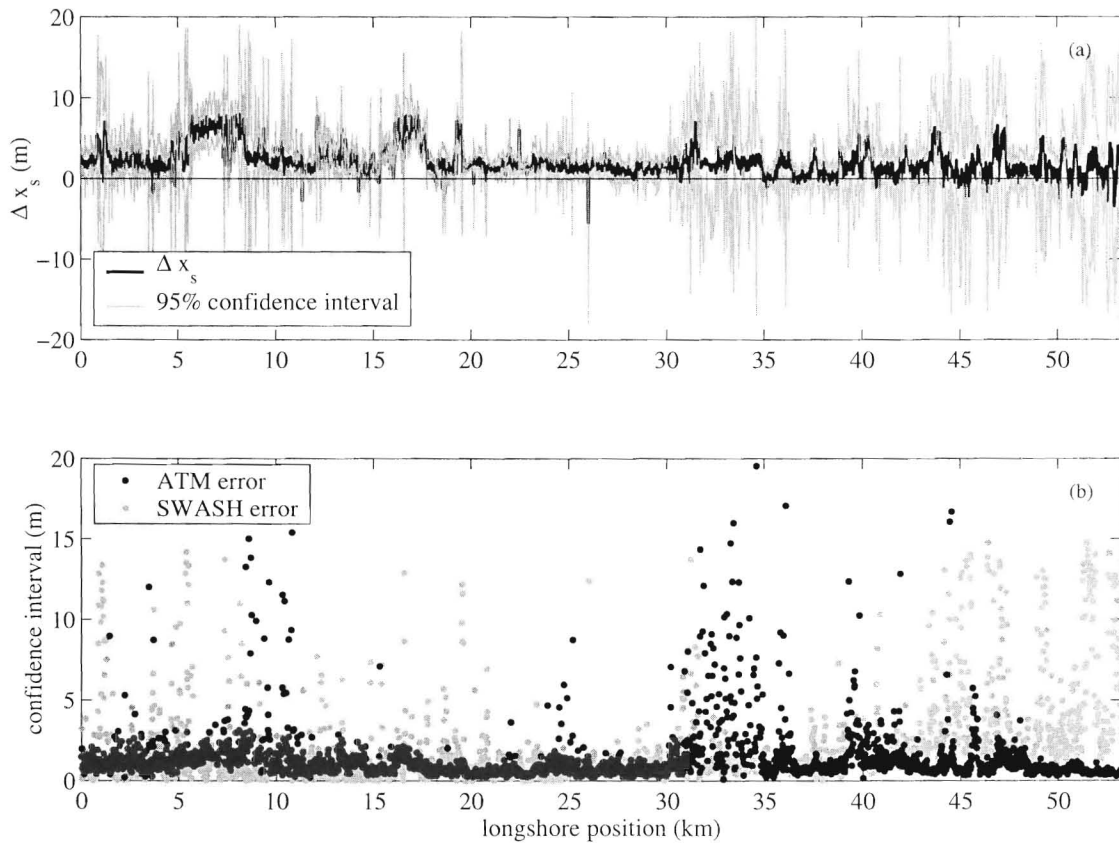 (a)
20
10
0
−10
−20
Δ x_s (m)
Δ x_s
95% confidence interval
0 5 10 15 20 25 30 35 40 45 50
(b)
20
15
10
5
0
confidence interval (m)
ATM error
SWASH error
0 5 10 15 20 25 30 35 40 45 50
longshore position (km)